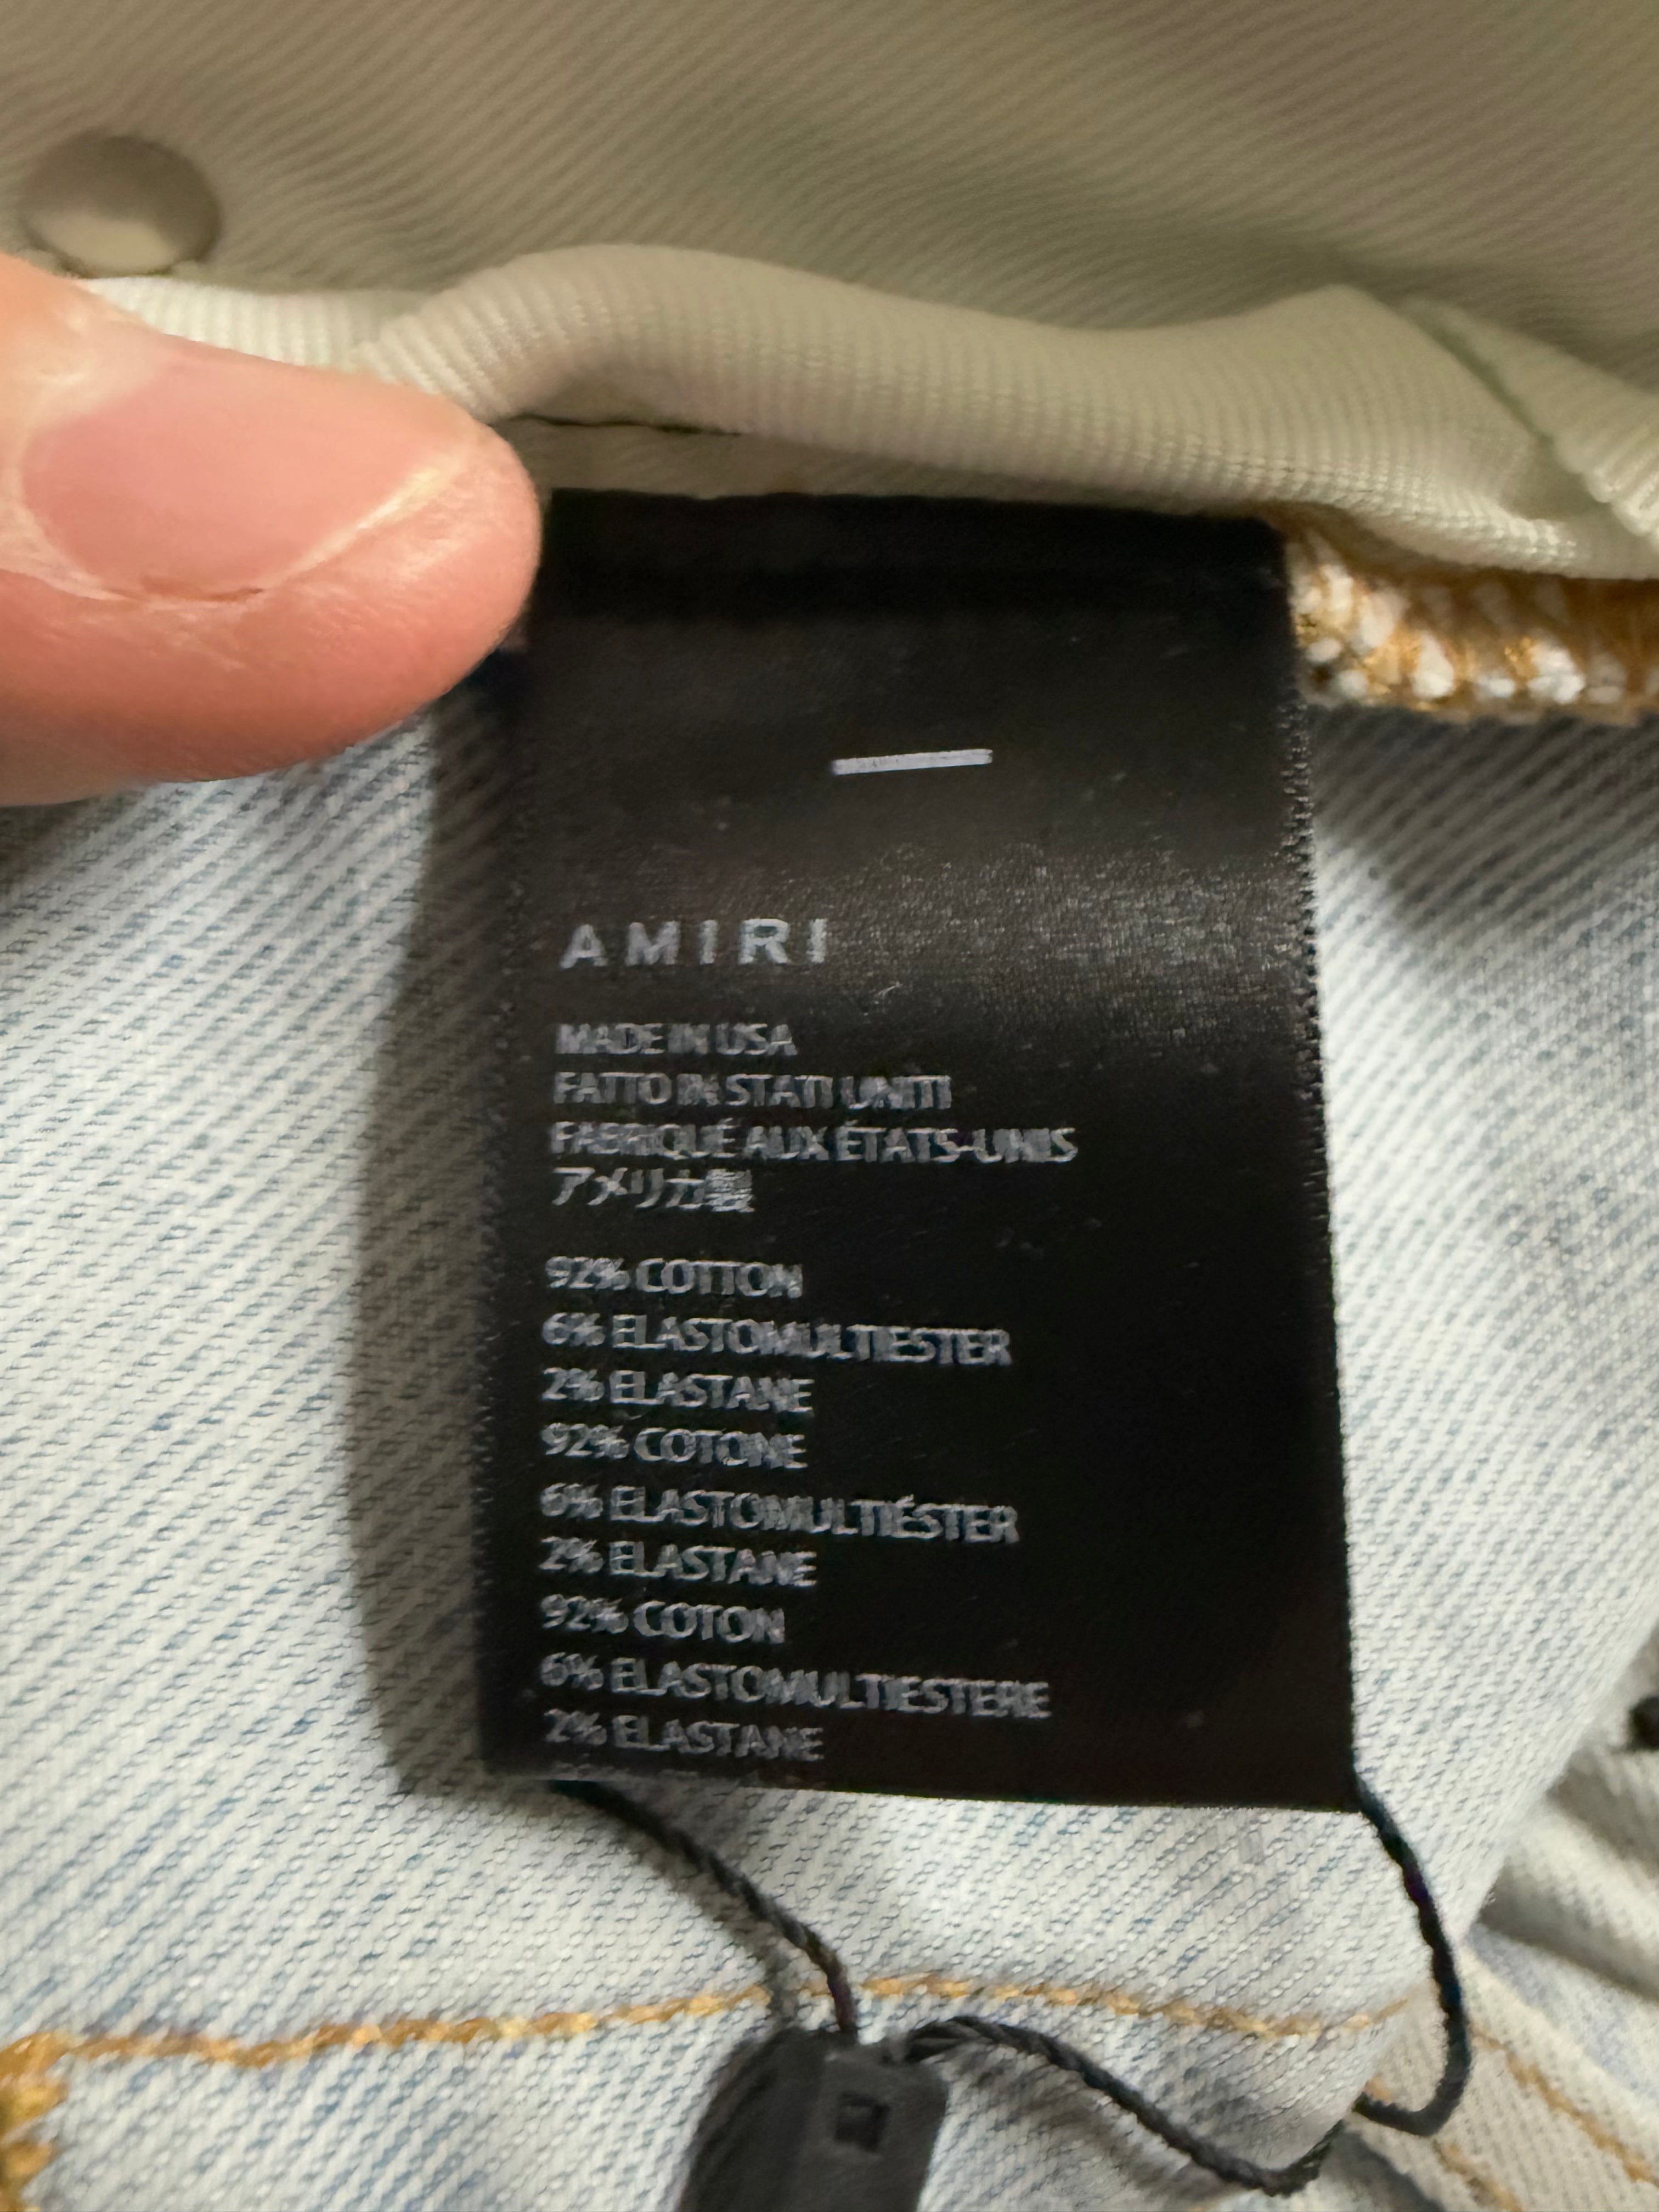 AMIRI
MADE IN USA
FATTO IN STATI UNITI
FABRIQUÉ AUX ÉTATS-UNIS
アメリカ製
92% COTTON
6% ELASTOMULTIESTER
2% ELASTANE
92% COTONE
6% ELASTOMULTIÉSTER
2% ELASTANE
92% COTON
6% ELASTOMULTIESTERE
2% ELASTANE